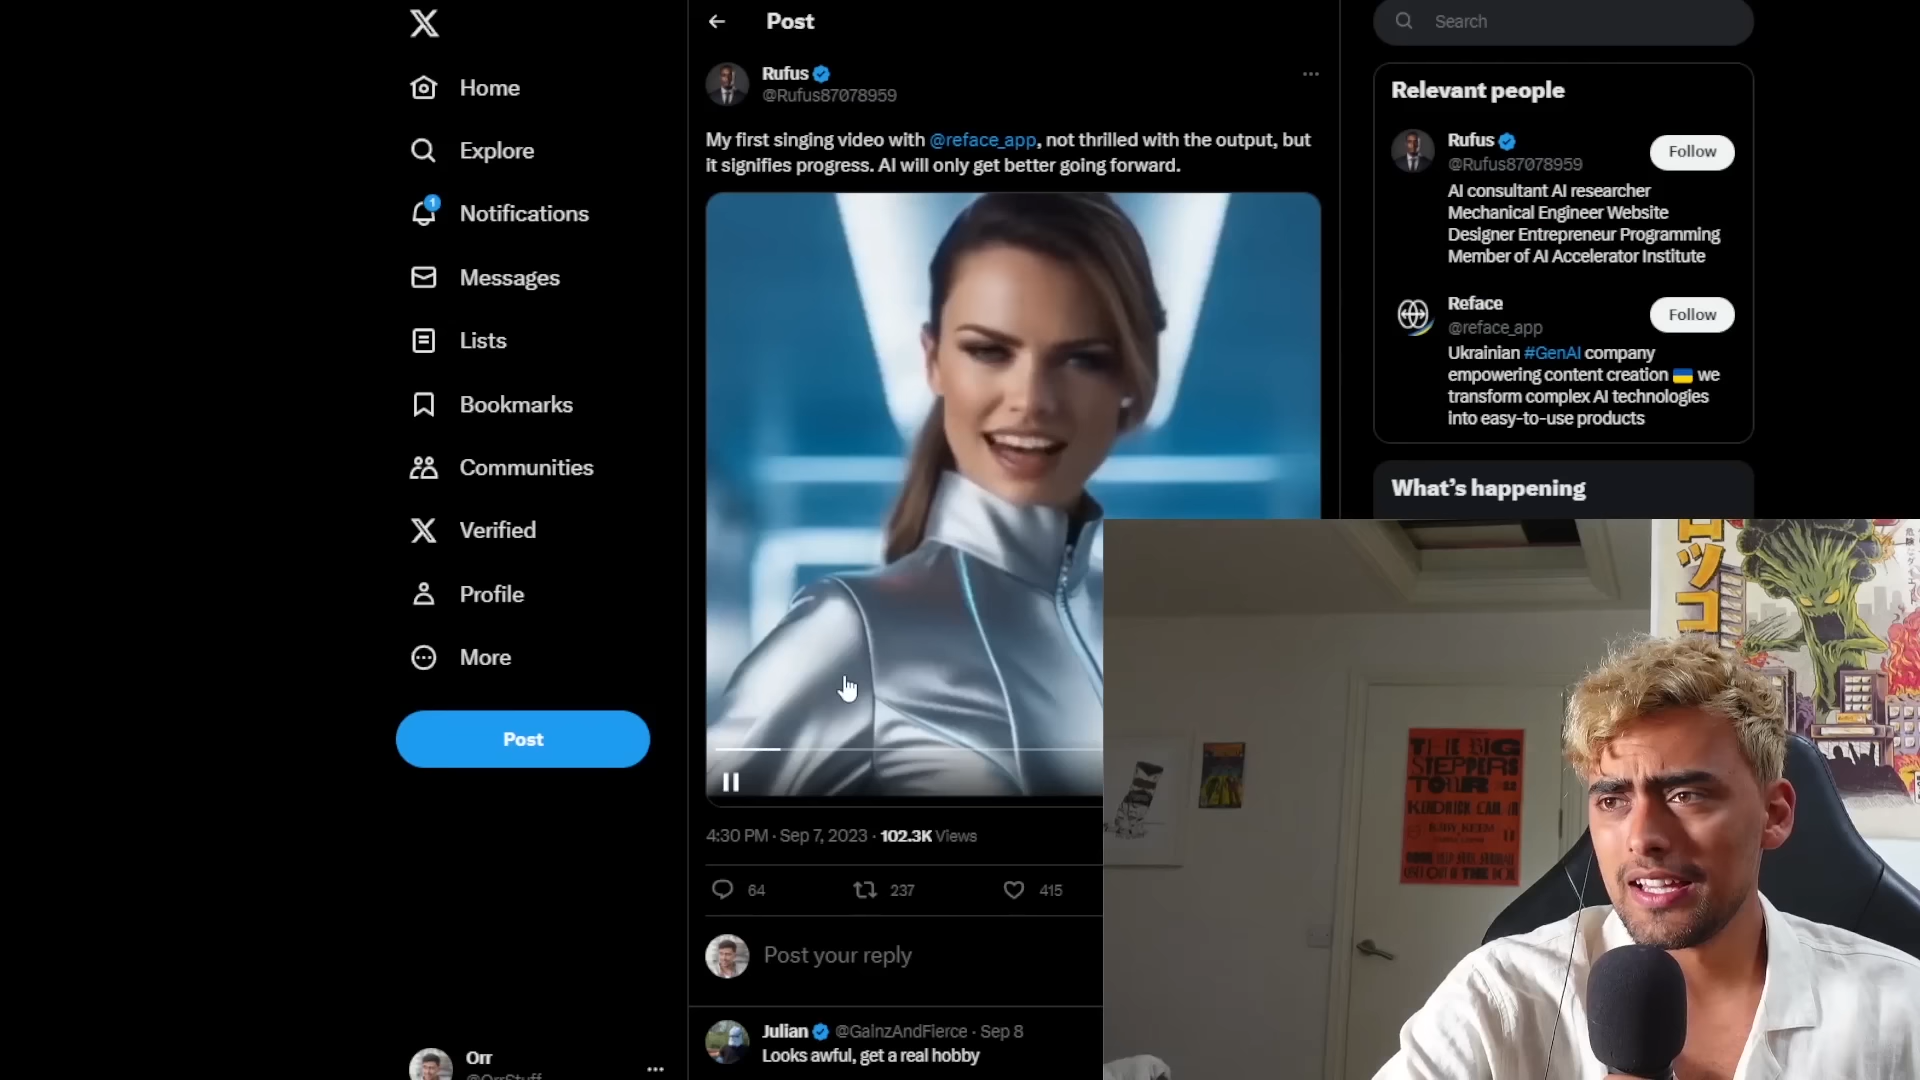 Home
Explore
1
Notifications
Messages
Lists
Bookmarks
Communities
Verified
Profile
More
Post
Orr
Post
Rufus
@Rufus87078959
My first singing video with @reface_app, not thrilled with the output, but
it signifies progress. AI will only get better going forward.
4:30 PM · Sep 7, 2023 · 102.3K Views
64 237 415
Post your reply
Julian @GainzAndFierce · Sep 8
Looks awful, get a real hobby
Search
Relevant people
Rufus
@Rufus87078959
Follow
AI consultant AI researcher
Mechanical Engineer Website
Designer Entrepreneur Programming
Member of AI Accelerator Institute
Reface
@reface_app
Follow
Ukrainian #GenAI company
empowering content creation 🇺🇦 we
transform complex AI technologies
into easy-to-use products
What's happening
ロッコ
THE BIG
STEPPERS
TOUR